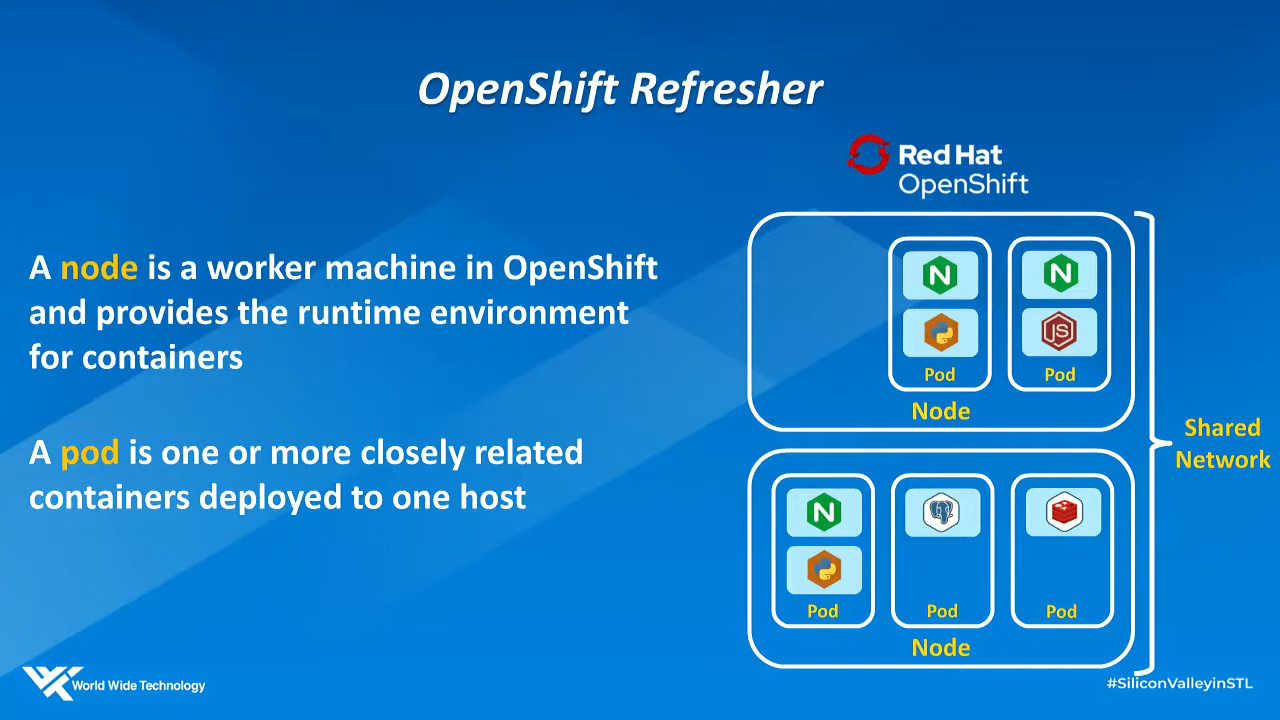 OpenShift Refresher
Red Hat
OpenShift
A node is a worker machine in OpenShift
and provides the runtime environment
for containers
A pod is one or more closely related
containers deployed to one host
N
N
JS
Pod
Pod
Node
Shared
Network
N
Pod
Pod
Pod
Node
World Wide Technology
#SiliconValleyinSTL